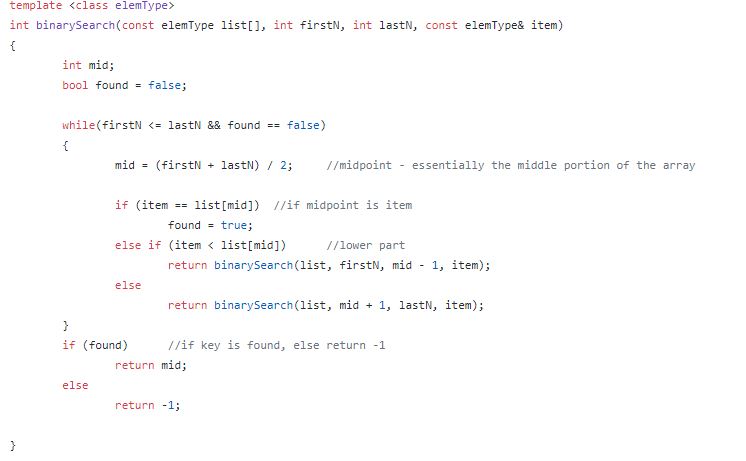 template <class elemType>
int binarySearch(const elemType list[], int firstN, int lastN, const elemType& item)
{
int mid;
bool found = false;
while(firstN <= lastN && found == false)
{
mid = (firstN + lastN) / 2; //midpoint - essentially the middle portion of the array
if (item == list[mid]) //if midpoint is item
found = true;
else if (item < list[mid]) //lower part
return binarySearch(list, firstN, mid - 1, item);
else
return binarySearch(list, mid + 1, lastN, item);
}
if (found) //if key is found, else return -1
return mid;
else
return -1;
}